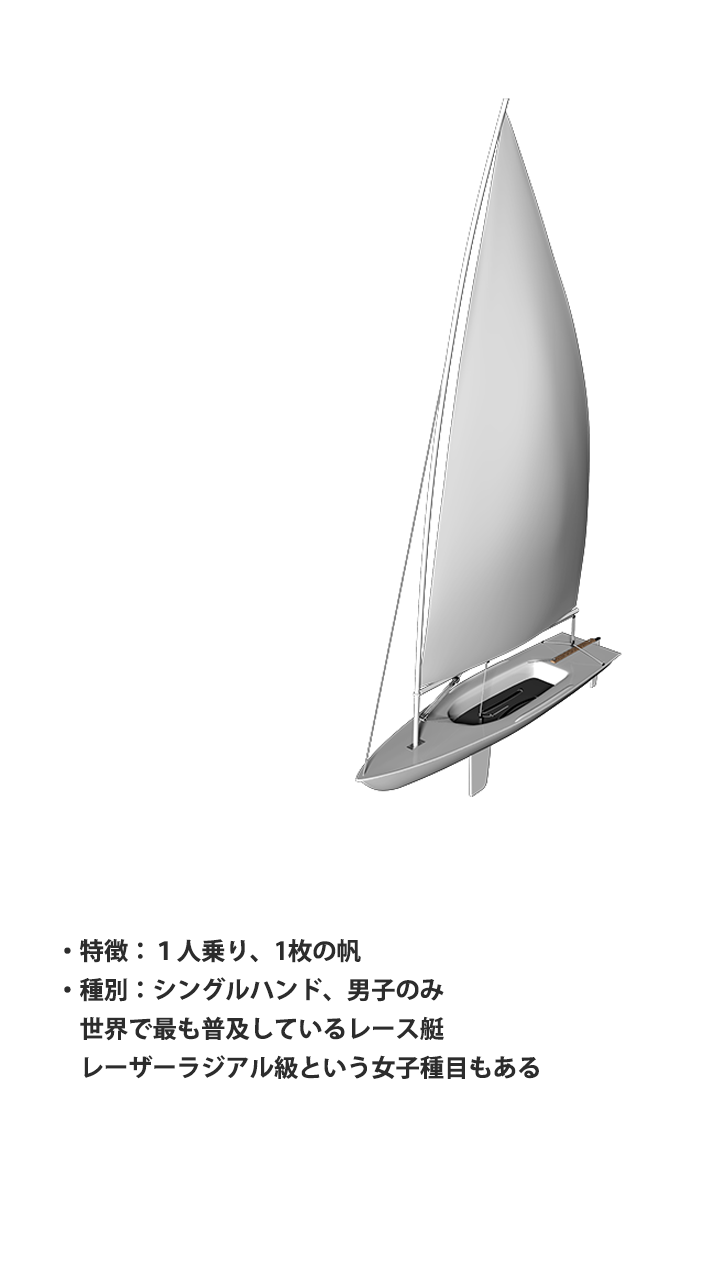 ・特徴：１人乗り、1枚の帆
・種別：シングルハンド、男子のみ
世界で最も普及しているレース艇
レーザーラジアル級という女子種目もある